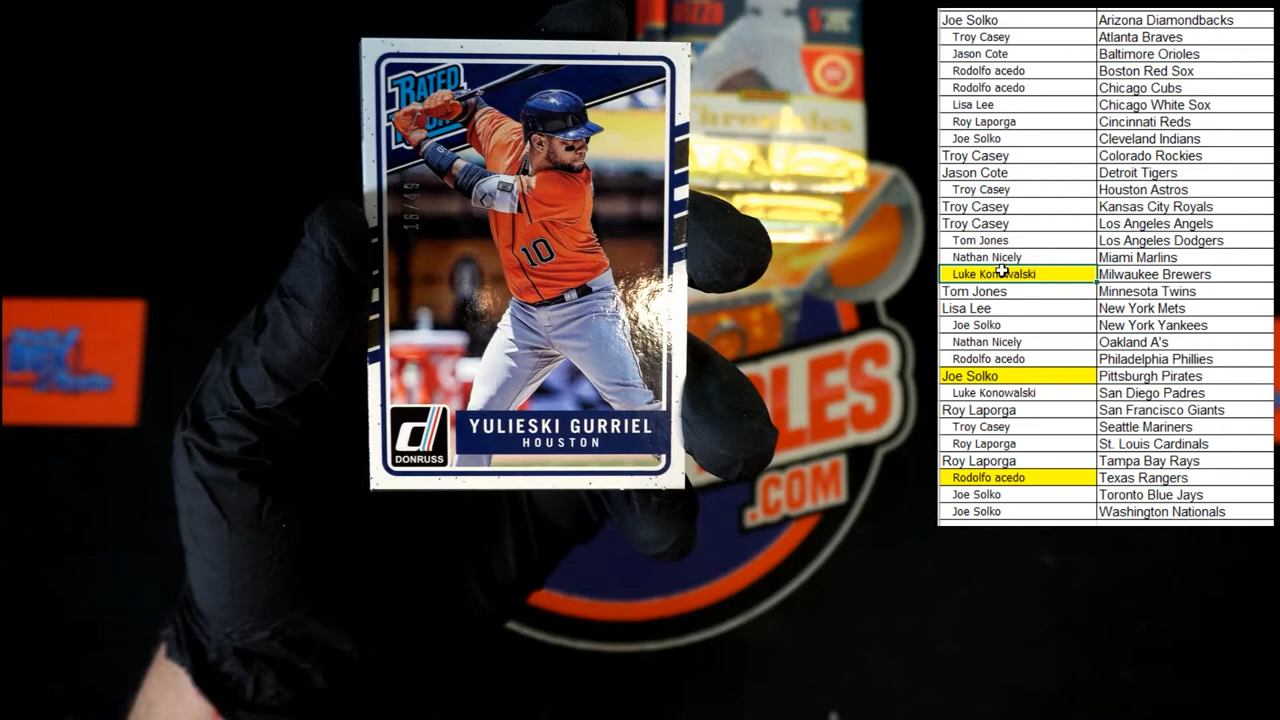 RATED
16/49
10
YULIESKI GURRIEL
HOUSTON
d
DONRUSS
Chronicles
LES
.COM
Joe Solko Arizona Diamondbacks
Troy Casey Atlanta Braves
Jason Cote Baltimore Orioles
Rodolfo acedo Boston Red Sox
Rodolfo acedo Chicago Cubs
Lisa Lee Chicago White Sox
Roy Laporga Cincinnati Reds
Joe Solko Cleveland Indians
Troy Casey Colorado Rockies
Jason Cote Detroit Tigers
Troy Casey Houston Astros
Troy Casey Kansas City Royals
Troy Casey Los Angeles Angels
Tom Jones Los Angeles Dodgers
Nathan Nicely Miami Marlins
Luke Konowalski Milwaukee Brewers
Tom Jones Minnesota Twins
Lisa Lee New York Mets
Joe Solko New York Yankees
Nathan Nicely Oakland A's
Rodolfo acedo Philadelphia Phillies
Joe Solko Pittsburgh Pirates
Luke Konowalski San Diego Padres
Roy Laporga San Francisco Giants
Troy Casey Seattle Mariners
Roy Laporga St. Louis Cardinals
Roy Laporga Tampa Bay Rays
Rodolfo acedo Texas Rangers
Joe Solko Toronto Blue Jays
Joe Solko Washington Nationals